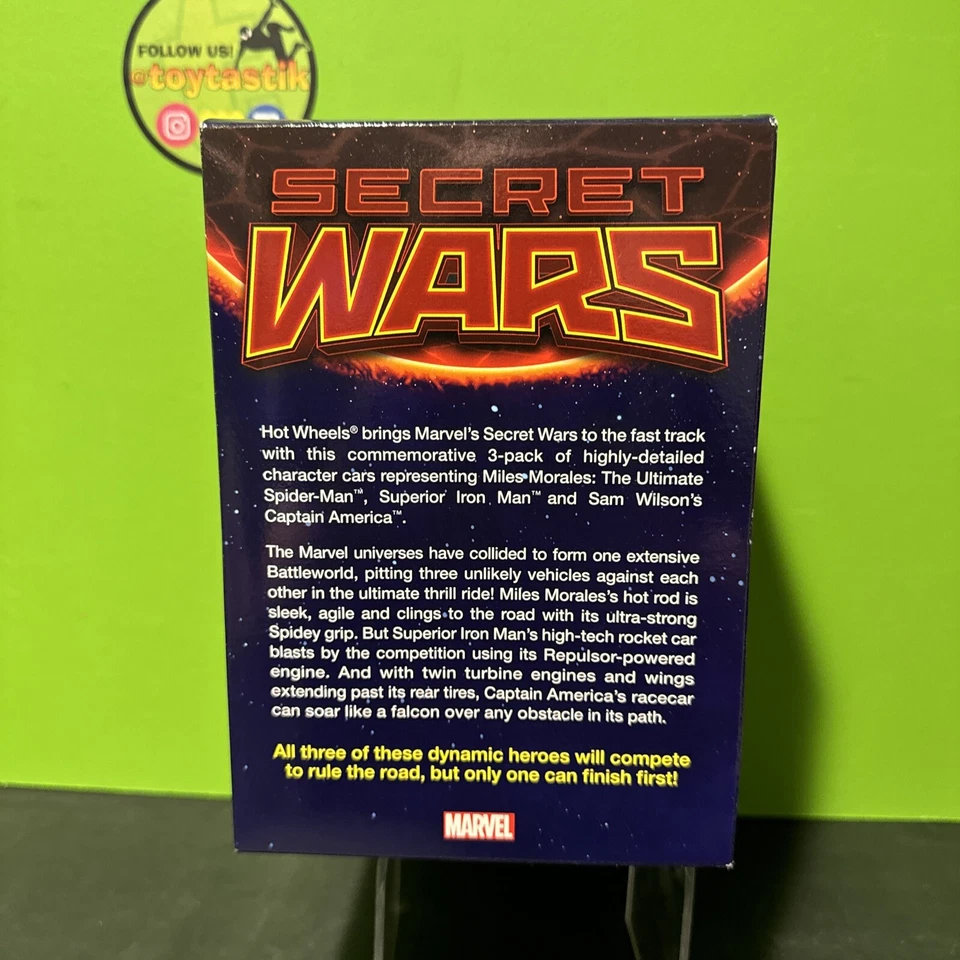 FOLLOW US!
@toytastik
SECRET
WARS
Hot Wheels® brings Marvel's Secret Wars to the fast track
with this commemorative 3-pack of highly-detailed
character cars representing Miles Morales: The Ultimate
Spider-Man™, Superior Iron Man™ and Sam Wilson's
Captain America™.
The Marvel universes have collided to form one extensive
Battleworld, pitting three unlikely vehicles against each
other in the ultimate thrill ride! Miles Morales's hot rod is
sleek, agile and clings to the road with its ultra-strong
Spidey grip. But Superior Iron Man's high-tech rocket car
blasts by the competition using its Repulsor-powered
engine. And with twin turbine engines and wings
extending past its rear tires, Captain America's racecar
can soar like a falcon over any obstacle in its path.
All three of these dynamic heroes will compete
to rule the road, but only one can finish first!
MARVEL